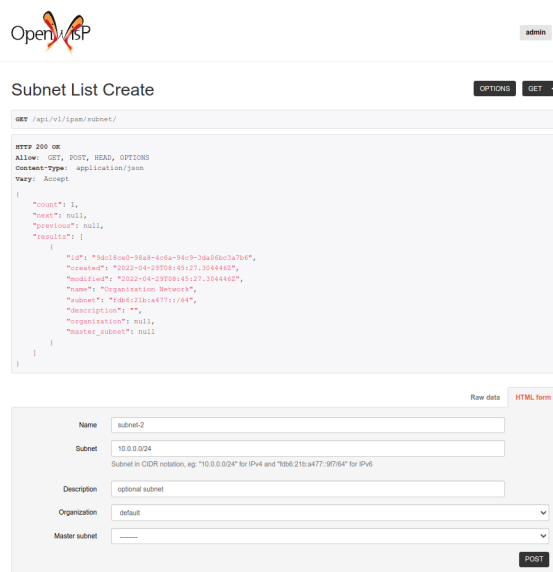 OpenWISP
admin
Subnet List Create
OPTIONS GET
GET /api/v1/ipam/subnet/
HTTP 200 OK
Allow: GET, POST, HEAD, OPTIONS
Content-Type: application/json
Vary: Accept
{
"count": 1,
"next": null,
"previous": null,
"results": [
{
"id": "9dc18ce0-98a8-4c6a-94c9-3da06bc3a7b6",
"created": "2022-04-29T08:45:27.304446Z",
"modified": "2022-04-29T08:45:27.304446Z",
"name": "Organization Network",
"subnet": "fdb6:21b:a477::/64",
"description": "",
"organization": null,
"master_subnet": null
}
]
}
Raw data HTML form
Name subnet-2
Subnet 10.0.0.0/24
Subnet in CIDR notation, eg: "10.0.0.0/24" for IPv4 and "fdb6:21b:a477::9f7/64" for IPv6
Description optional subnet
Organization default
Master subnet ---------
POST